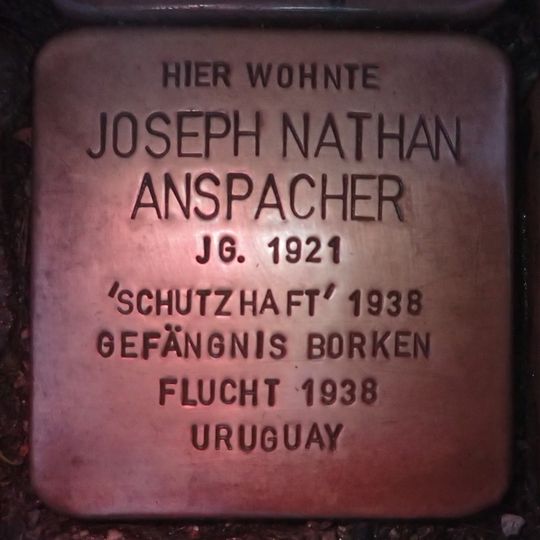 HIER WOHNTE
JOSEPH NATHAN
ANSPACHER
JG. 1921
'SCHUTZHAFT' 1938
GEFÄNGNIS BORKEN
FLUCHT 1938
URUGUAY